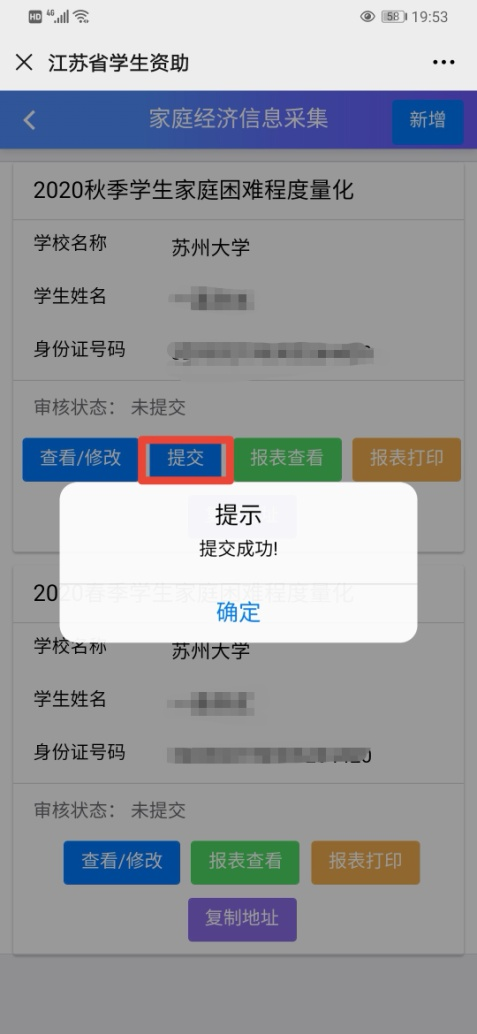 HD 4G 58 19:53
江苏省学生资助
家庭经济信息采集 新增
2020秋季学生家庭困难程度量化
学校名称 苏州大学
学生姓名
身份证号码
审核状态: 未提交
查看/修改 提交 报表查看 报表打印
提示
提交成功!
确定
2020春季学生家庭困难程度量化
学校名称 苏州大学
学生姓名
身份证号码
审核状态: 未提交
查看/修改 报表查看 报表打印
复制地址